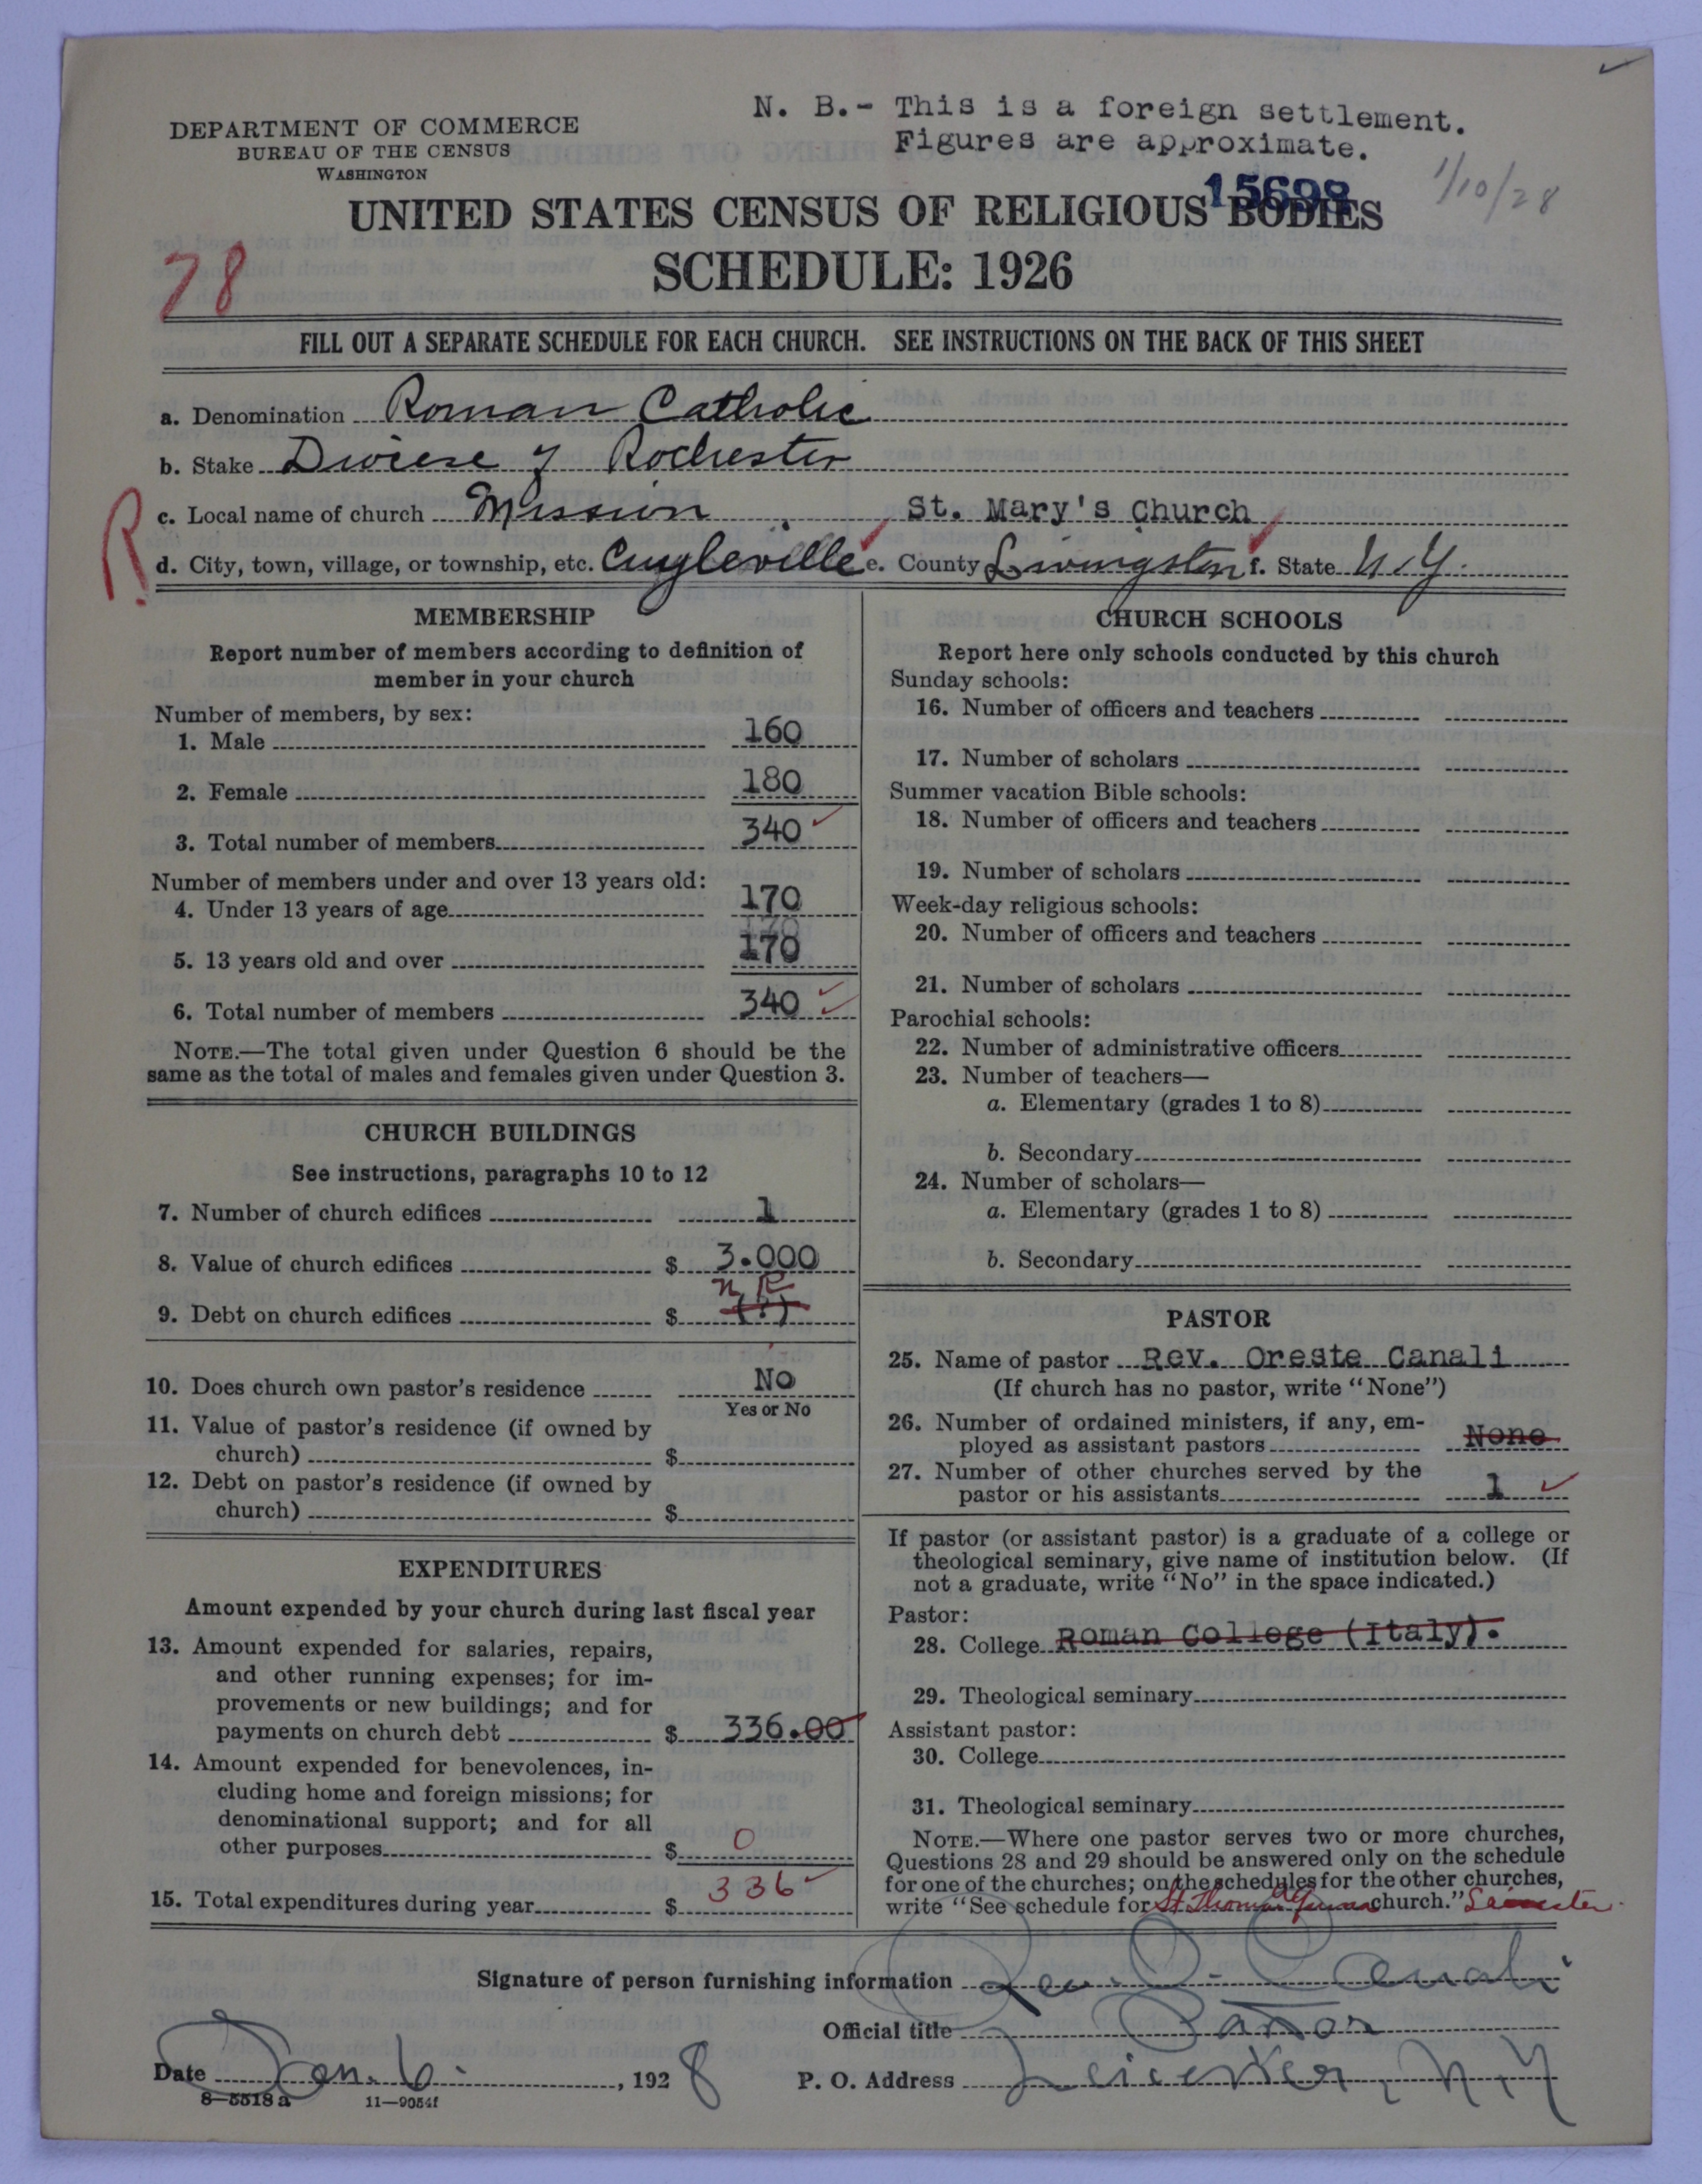 N. B.- This is a foreign settlement.
Figures are approximate.
DEPARTMENT OF COMMERCE
BUREAU OF THE CENSUS
WASHINGTON
15698
1/10/28
UNITED STATES CENSUS OF RELIGIOUS BODIES
SCHEDULE: 1926
28
FILL OUT A SEPARATE SCHEDULE FOR EACH CHURCH. SEE INSTRUCTIONS ON THE BACK OF THIS SHEET
a. Denomination Roman Catholic
b. Stake Diocese of Rochester
R
c. Local name of church Mission St. Mary's Church
d. City, town, village, or township, etc. Cuylerville e. County Livingston f. State N.Y.
MEMBERSHIP
Report number of members according to definition of
member in your church
Number of members, by sex:
1. Male 160
2. Female 180
3. Total number of members 340
Number of members under and over 13 years old:
4. Under 13 years of age 170
5. 13 years old and over 170
6. Total number of members 340
NOTE.—The total given under Question 6 should be the
same as the total of males and females given under Question 3.
CHURCH BUILDINGS
See instructions, paragraphs 10 to 12
7. Number of church edifices 1
8. Value of church edifices $ 3.000
n R
9. Debt on church edifices $ (?)
10. Does church own pastor's residence No
Yes or No
11. Value of pastor's residence (if owned by
church) $
12. Debt on pastor's residence (if owned by
church) $
EXPENDITURES
Amount expended by your church during last fiscal year
13. Amount expended for salaries, repairs,
and other running expenses; for im-
provements or new buildings; and for
payments on church debt $ 336.00
14. Amount expended for benevolences, in-
cluding home and foreign missions; for
denominational support; and for all
other purposes $ 0
15. Total expenditures during year $ 336
CHURCH SCHOOLS
Report here only schools conducted by this church
Sunday schools:
16. Number of officers and teachers
17. Number of scholars
Summer vacation Bible schools:
18. Number of officers and teachers
19. Number of scholars
Week-day religious schools:
20. Number of officers and teachers
21. Number of scholars
Parochial schools:
22. Number of administrative officers
23. Number of teachers—
a. Elementary (grades 1 to 8)
b. Secondary
24. Number of scholars—
a. Elementary (grades 1 to 8)
b. Secondary
PASTOR
25. Name of pastor Rev. Oreste Canali
(If church has no pastor, write "None")
26. Number of ordained ministers, if any, em-
ployed as assistant pastors None
27. Number of other churches served by the
pastor or his assistants 1
If pastor (or assistant pastor) is a graduate of a college or
theological seminary, give name of institution below. (If
not a graduate, write "No" in the space indicated.)
Pastor:
28. College Roman College (Italy).
29. Theological seminary
Assistant pastor:
30. College
31. Theological seminary
NOTE.—Where one pastor serves two or more churches,
Questions 28 and 29 should be answered only on the schedule
for one of the churches; on the schedules for the other churches,
write "See schedule for St Thomas Aquinas church." Leicester
Signature of person furnishing information Rev. O. Canali
Official title Pastor
Date Jan. 6. , 1928 P. O. Address Leicester, N.Y
8-5518 a 11-9054f